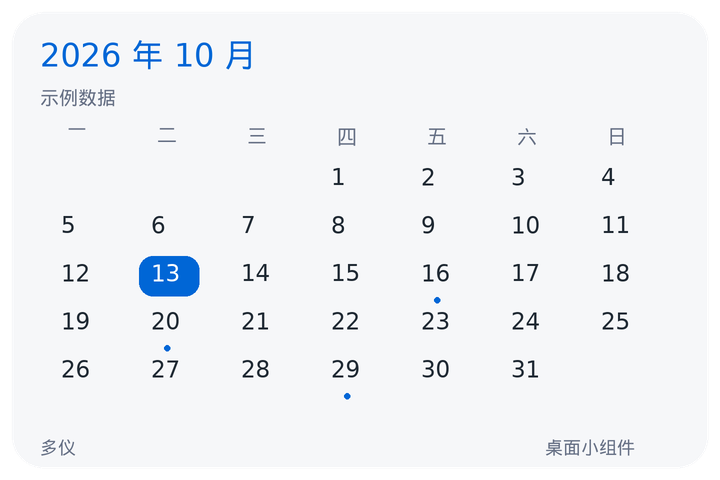 2026 年 10 月
示例数据
一 二 三 四 五 六 日
1 2 3 4
5 6 7 8 9 10 11
12 13 14 15 16 17 18
19 20 21 22 23 24 25
26 27 28 29 30 31
多仪 桌面小组件